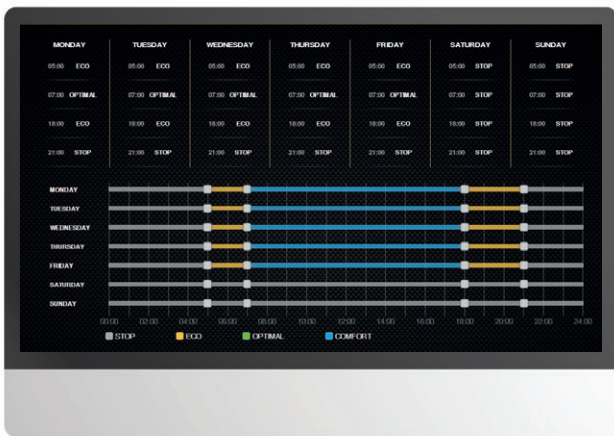 MONDAY TUESDAY WEDNESDAY THURSDAY FRIDAY SATURDAY SUNDAY
05:00 ECO 05:00 ECO 05:00 ECO 05:00 ECO 05:00 ECO 05:00 STOP 05:00 STOP
07:00 OPTIMAL 07:00 OPTIMAL 07:00 OPTIMAL 07:00 OPTIMAL 07:00 OPTIMAL 07:00 STOP 07:00 STOP
18:00 ECO 18:00 ECO 18:00 ECO 18:00 ECO 18:00 ECO 18:00 STOP 18:00 STOP
21:00 STOP 21:00 STOP 21:00 STOP 21:00 STOP 21:00 STOP 21:00 STOP 21:00 STOP
MONDAY
TUESDAY
WEDNESDAY
THURSDAY
FRIDAY
SATURDAY
SUNDAY
00:00 02:00 04:00 06:00 08:00 10:00 12:00 14:00 16:00 18:00 20:00 22:00 24:00
STOP ECO OPTIMAL COMFORT